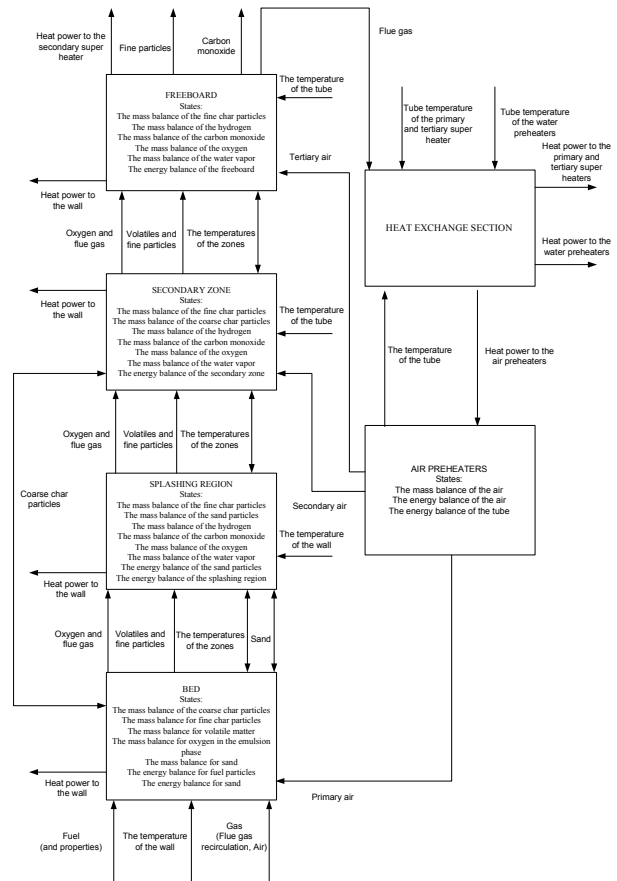 Heat power to
the secondary super
heater
Fine particles
Carbon
monoxide
Flue gas
FREEBOARD
States:
The mass balance of the fine char particles
The mass balance of the hydrogen
The mass balance of the carbon monoxide
The mass balance of the oxygen
The mass balance of the water vapor
The energy balance of the freeboard
The temperature
of the tube
Tube temperature
of the primary
and tertiary super
heater
Tube temperature
of the water
preheaters
Heat power to the
primary and
tertiary super
heaters
Tertiary air
Heat power to
the wall
HEAT EXCHANGE SECTION
Heat power to the
water preheaters
Oxygen and
flue gas
Volatiles and
fine particles
The temperatures
of the zones
SECONDARY ZONE
States:
The mass balance of the fine char particles
The mass balance of the coarse char particles
The mass balance of the hydrogen
The mass balance of the carbon monoxide
The mass balance of the oxygen
The mass balance of the water vapor
The energy balance of the secondary zone
Heat power to
the wall
The temperature
of the tube
The temperature
of the tube
Heat power to the
air preheaters
Oxygen and
flue gas
Volatiles and
fine particles
The temperatures
of the zones
Coarse char
particles
SPLASHING REGION
States:
The mass balance of the fine char particles
The mass balance of the sand particles
The mass balance of the hydrogen
The mass balance of the carbon monoxide
The mass balance of the oxygen
The mass balance of the water vapor
The energy balance of the sand particles
The energy balance of the splashing region
Secondary air
AIR PREHEATERS
States:
The mass balance of the air
The energy balance of the air
The energy balance of the tube
The temperature
of the wall
Heat power to
the wall
Oxygen and
flue gas
Volatiles and
fine particles
The temperatures
of the zones
Sand
BED
States:
The mass balance of the coarse char particles
The mass balance for fine char particles
The mass balance for volatile matter
The mass balance for oxygen in the emulsion
phase
The mass balance for sand
The energy balance for fuel particles
The energy balance for sand
Heat power to
the wall
Primary air
Fuel
(and properties)
The temperature
of the wall
Gas
(Flue gas
recirculation, Air)